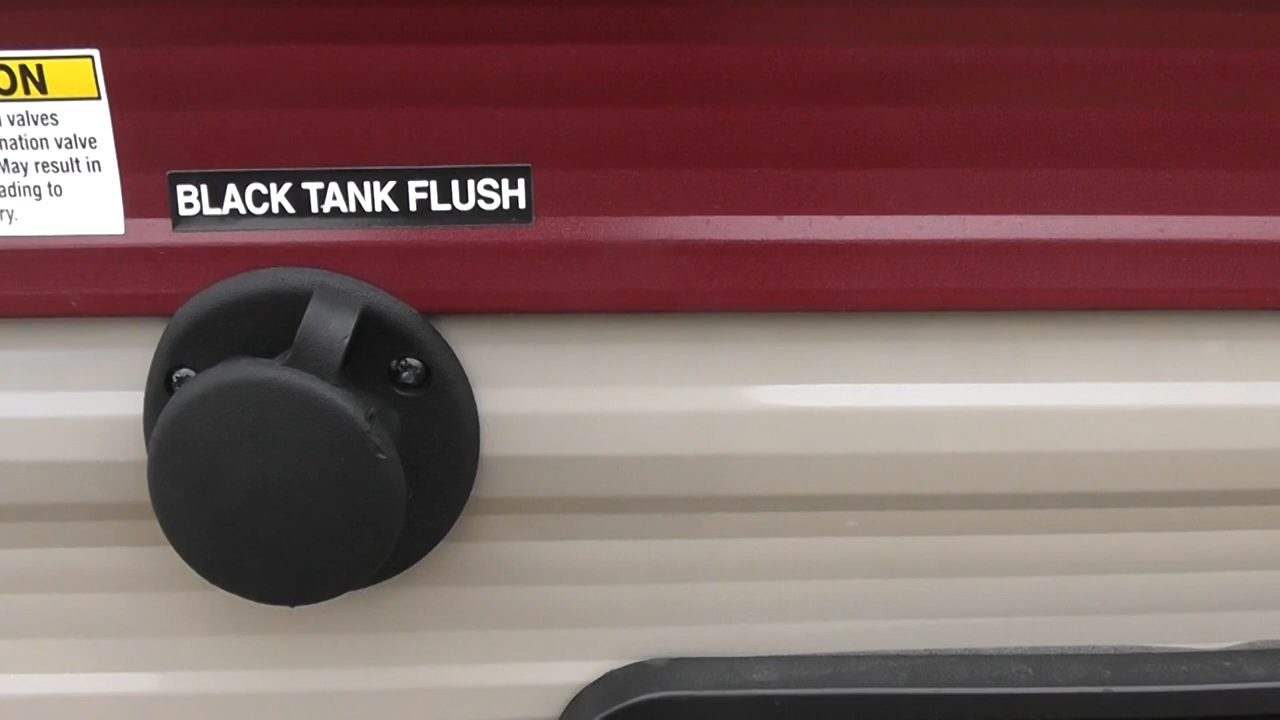 ON
valves
nation valve
May result in
ading to
ry.
BLACK TANK FLUSH